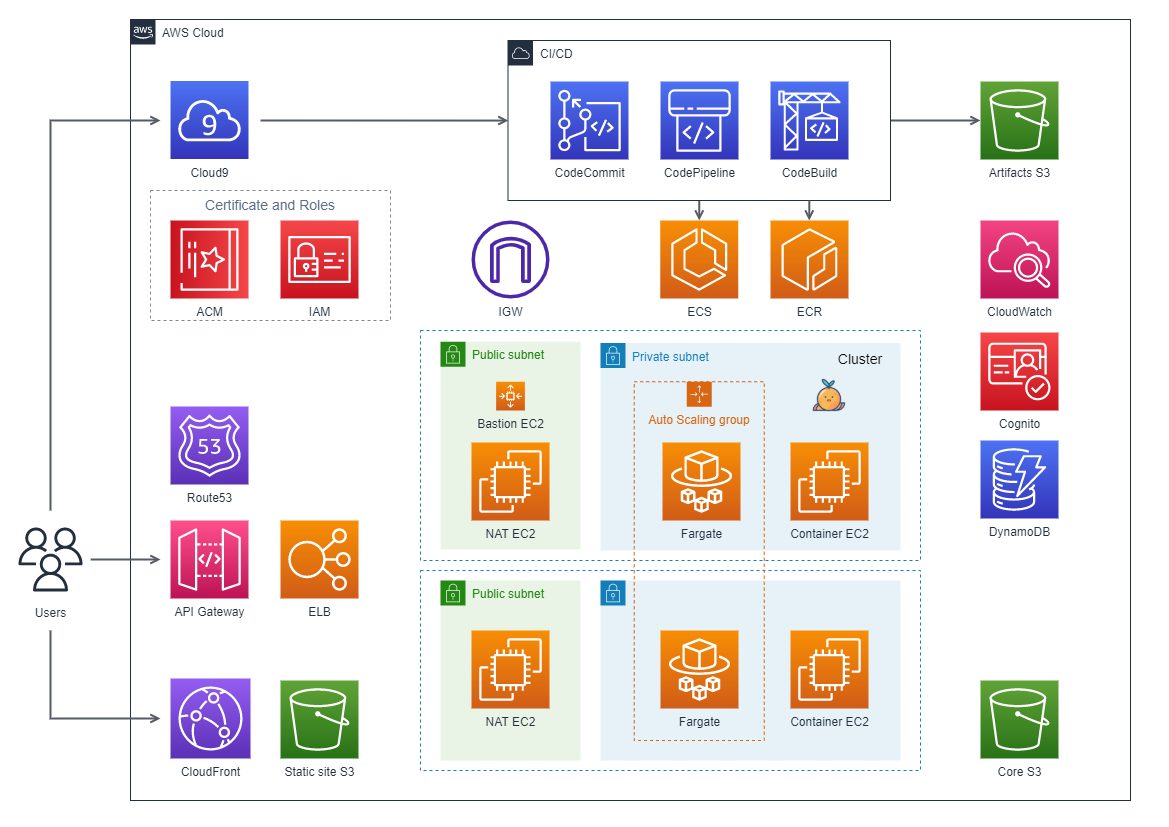 aws
AWS Cloud
CI/CD
9
Cloud9
CodeCommit
CodePipeline
CodeBuild
Artifacts S3
Certificate and Roles
ACM
IAM
IGW
ECS
ECR
CloudWatch
Public subnet
Private subnet
Cluster
Bastion EC2
Auto Scaling group
Cognito
53
Route53
NAT EC2
Fargate
Container EC2
DynamoDB
Users
API Gateway
ELB
Public subnet
NAT EC2
Fargate
Container EC2
CloudFront
Static site S3
Core S3